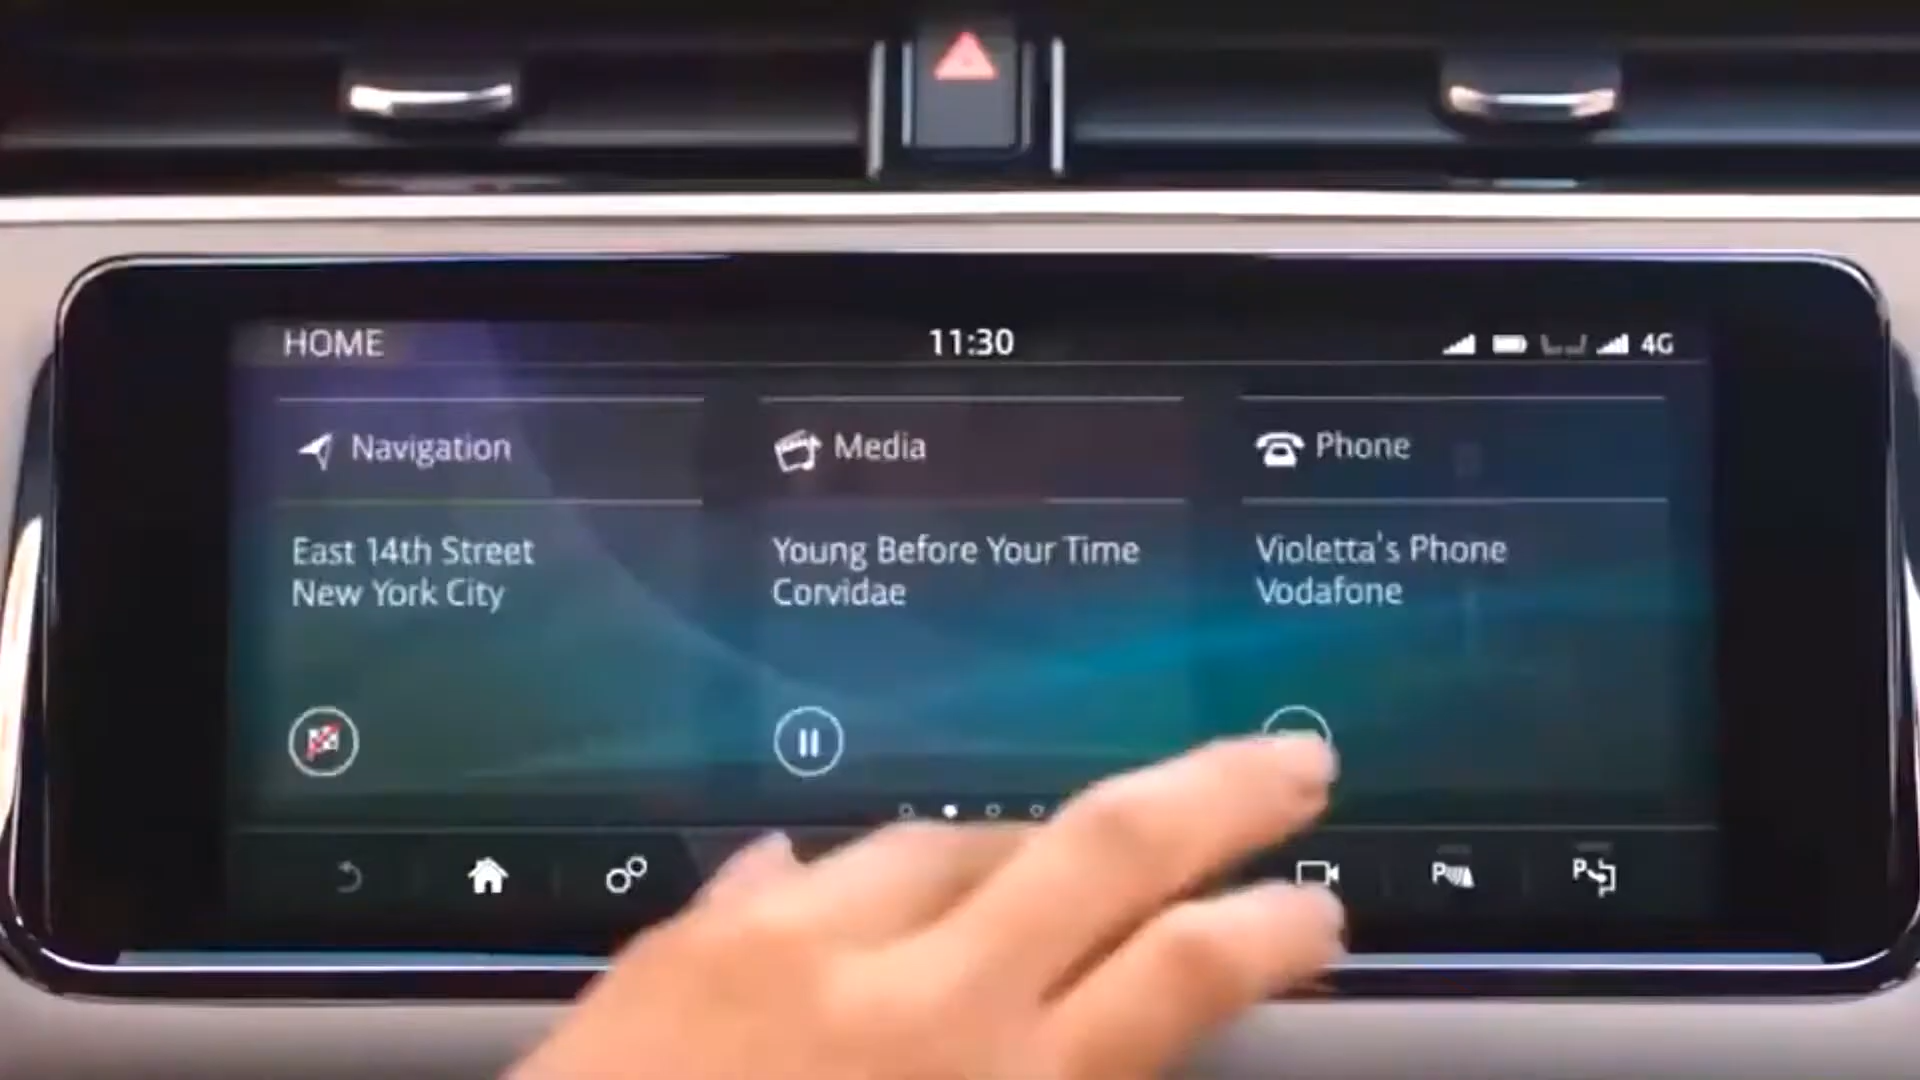 HOME 11:30 4G
Navigation
Media
Phone
East 14th Street
New York City
Young Before Your Time
Corvidae
Violetta's Phone
Vodafone
P P